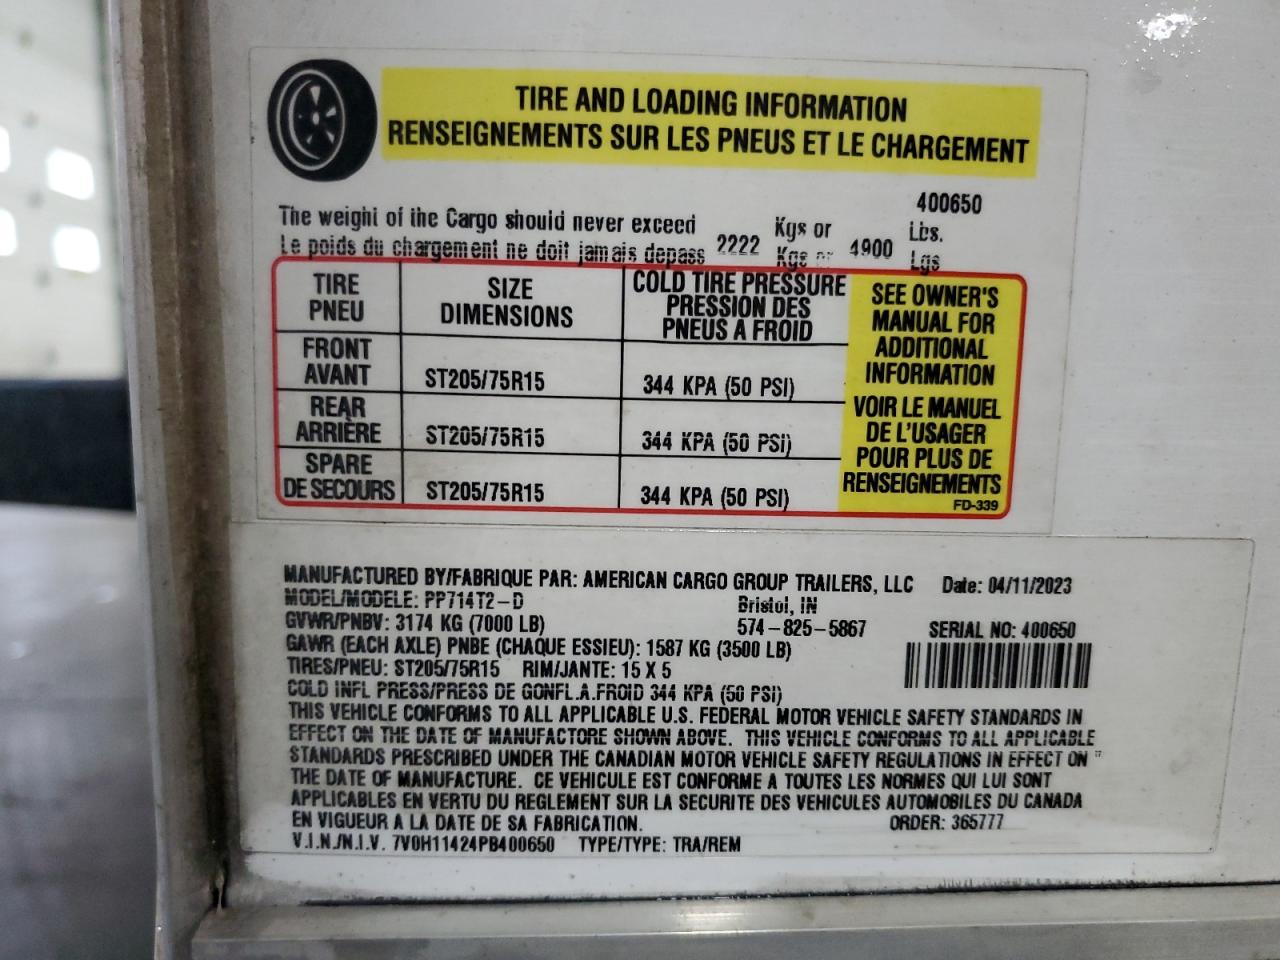 TIRE AND LOADING INFORMATION
RENSEIGNEMENTS SUR LES PNEUS ET LE CHARGEMENT
400650
The weight of the Cargo should never exceed Kgs or Lbs.
Le poids du chargement ne doit jamais depass 2222 Kgs or 4900 Lgs
TIRE PNEU
SIZE DIMENSIONS
COLD TIRE PRESSURE
PRESSION DES
PNEUS A FROID
FRONT
AVANT ST205/75R15 344 KPA (50 PSI)
REAR
ARRIÈRE ST205/75R15 344 KPA (50 PSI)
SPARE
DE SECOURS ST205/75R15 344 KPA (50 PSI)
SEE OWNER'S
MANUAL FOR
ADDITIONAL
INFORMATION
VOIR LE MANUEL
DE L'USAGER
POUR PLUS DE
RENSEIGNEMENTS
FD-339
MANUFACTURED BY/FABRIQUE PAR: AMERICAN CARGO GROUP TRAILERS, LLC Date: 04/11/2023
MODEL/MODELE: PP714T2-D Bristol, IN
GVWR/PNBV: 3174 KG (7000 LB) 574-825-5867 SERIAL NO: 400650
GAWR (EACH AXLE) PNBE (CHAQUE ESSIEU): 1587 KG (3500 LB)
TIRES/PNEU: ST205/75R15 RIM/JANTE: 15 X 5
COLD INFL PRESS/PRESS DE GONFL.A.FROID 344 KPA (50 PSI)
THIS VEHICLE CONFORMS TO ALL APPLICABLE U.S. FEDERAL MOTOR VEHICLE SAFETY STANDARDS IN
EFFECT ON THE DATE OF MANUFACTORE SHOWN ABOVE. THIS VEHICLE CONFORMS TO ALL APPLICABLE
STANDARDS PRESCRIBED UNDER THE CANADIAN MOTOR VEHICLE SAFETY REGULATIONS IN EFFECT ON "
THE DATE OF MANUFACTURE. CE VEHICULE EST CONFORME A TOUTES LES NORMES QUI LUI SONT
APPLICABLES EN VERTU DU REGLEMENT SUR LA SECURITE DES VEHICULES AUTOMOBILES DU CANADA
EN VIGUEUR A LA DATE DE SA FABRICATION. ORDER: 365777
V.I.N./N.I.V. 7V0H11424PB400650 TYPE/TYPE: TRA/REM